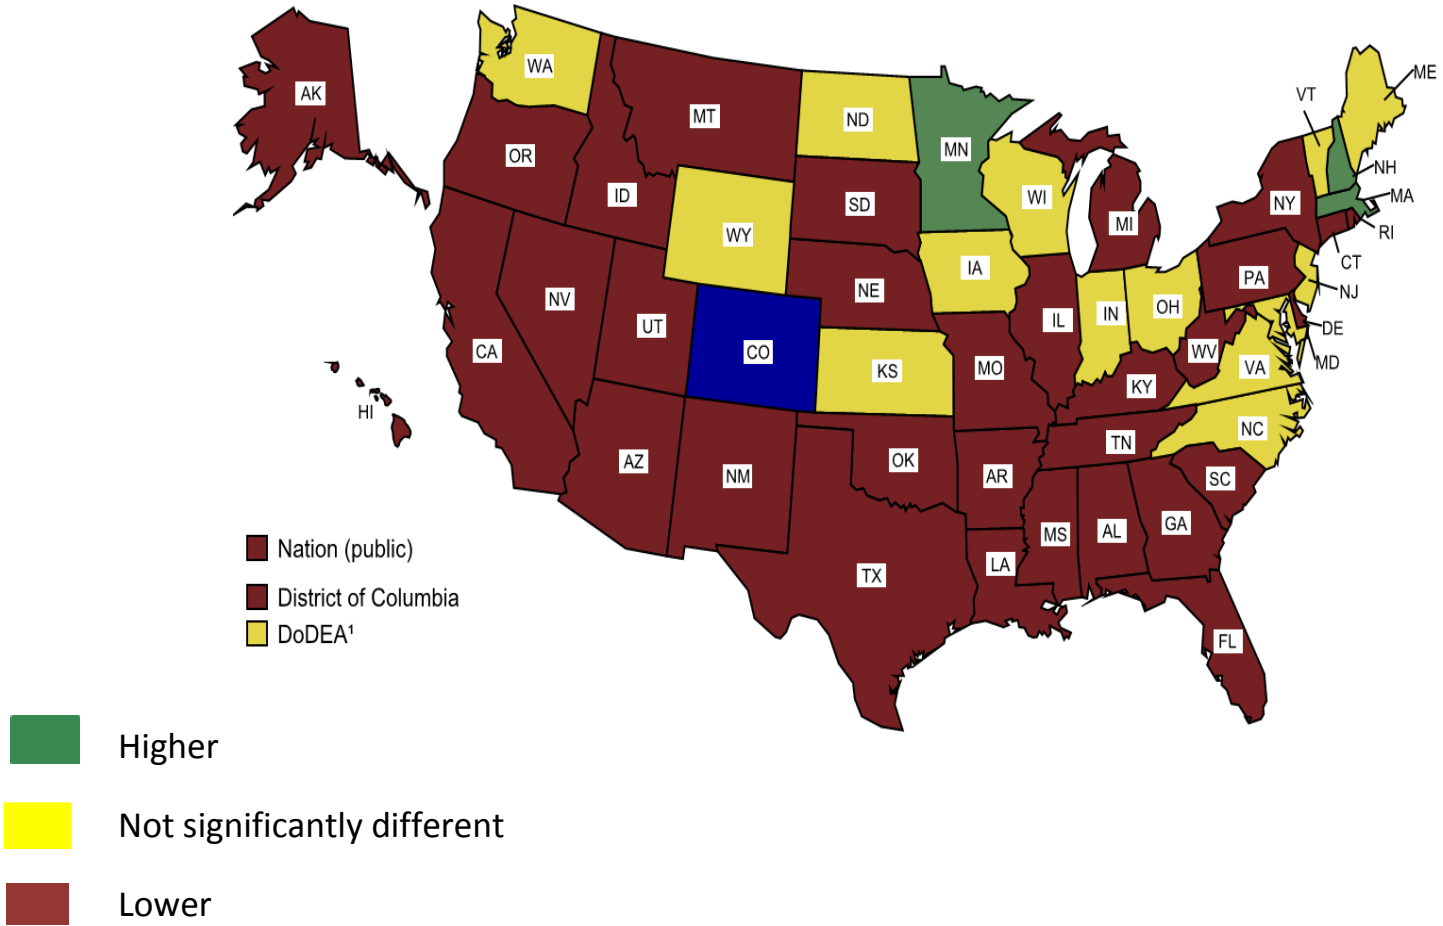 ME
WA
VT
AK
MT
ND
MN
OR
NH
ID
WI
MA
SD
NY
MI
RI
WY
CT
IA
PA
NE
NJ
NV
OH
IN
IL
UT
DE
CA
CO
WV
MD
MO
VA
KS
KY
HI
NC
TN
AZ
OK
NM
AR
SC
GA
AL
MS
Nation (public)
LA
TX
District of Columbia
DoDEA¹
FL
Higher
Not significantly different
Lower